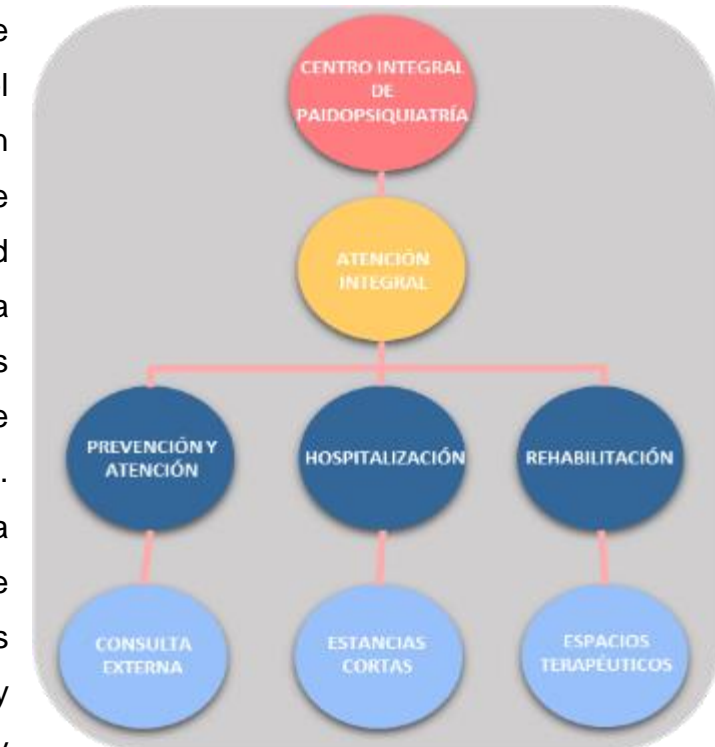 e
l
n
e
d
a
s
e
.
a
e
s
y
y
CENTRO INTEGRAL
DE
PAIDOPSIQUIATRÍA
ATENCIÓN
INTEGRAL
PREVENCIÓN Y
ATENCIÓN
HOSPITALIZACIÓN
REHABILITACIÓN
CONSULTA
EXTERNA
ESTANCIAS
CORTAS
ESPACIOS
TERAPÉUTICOS